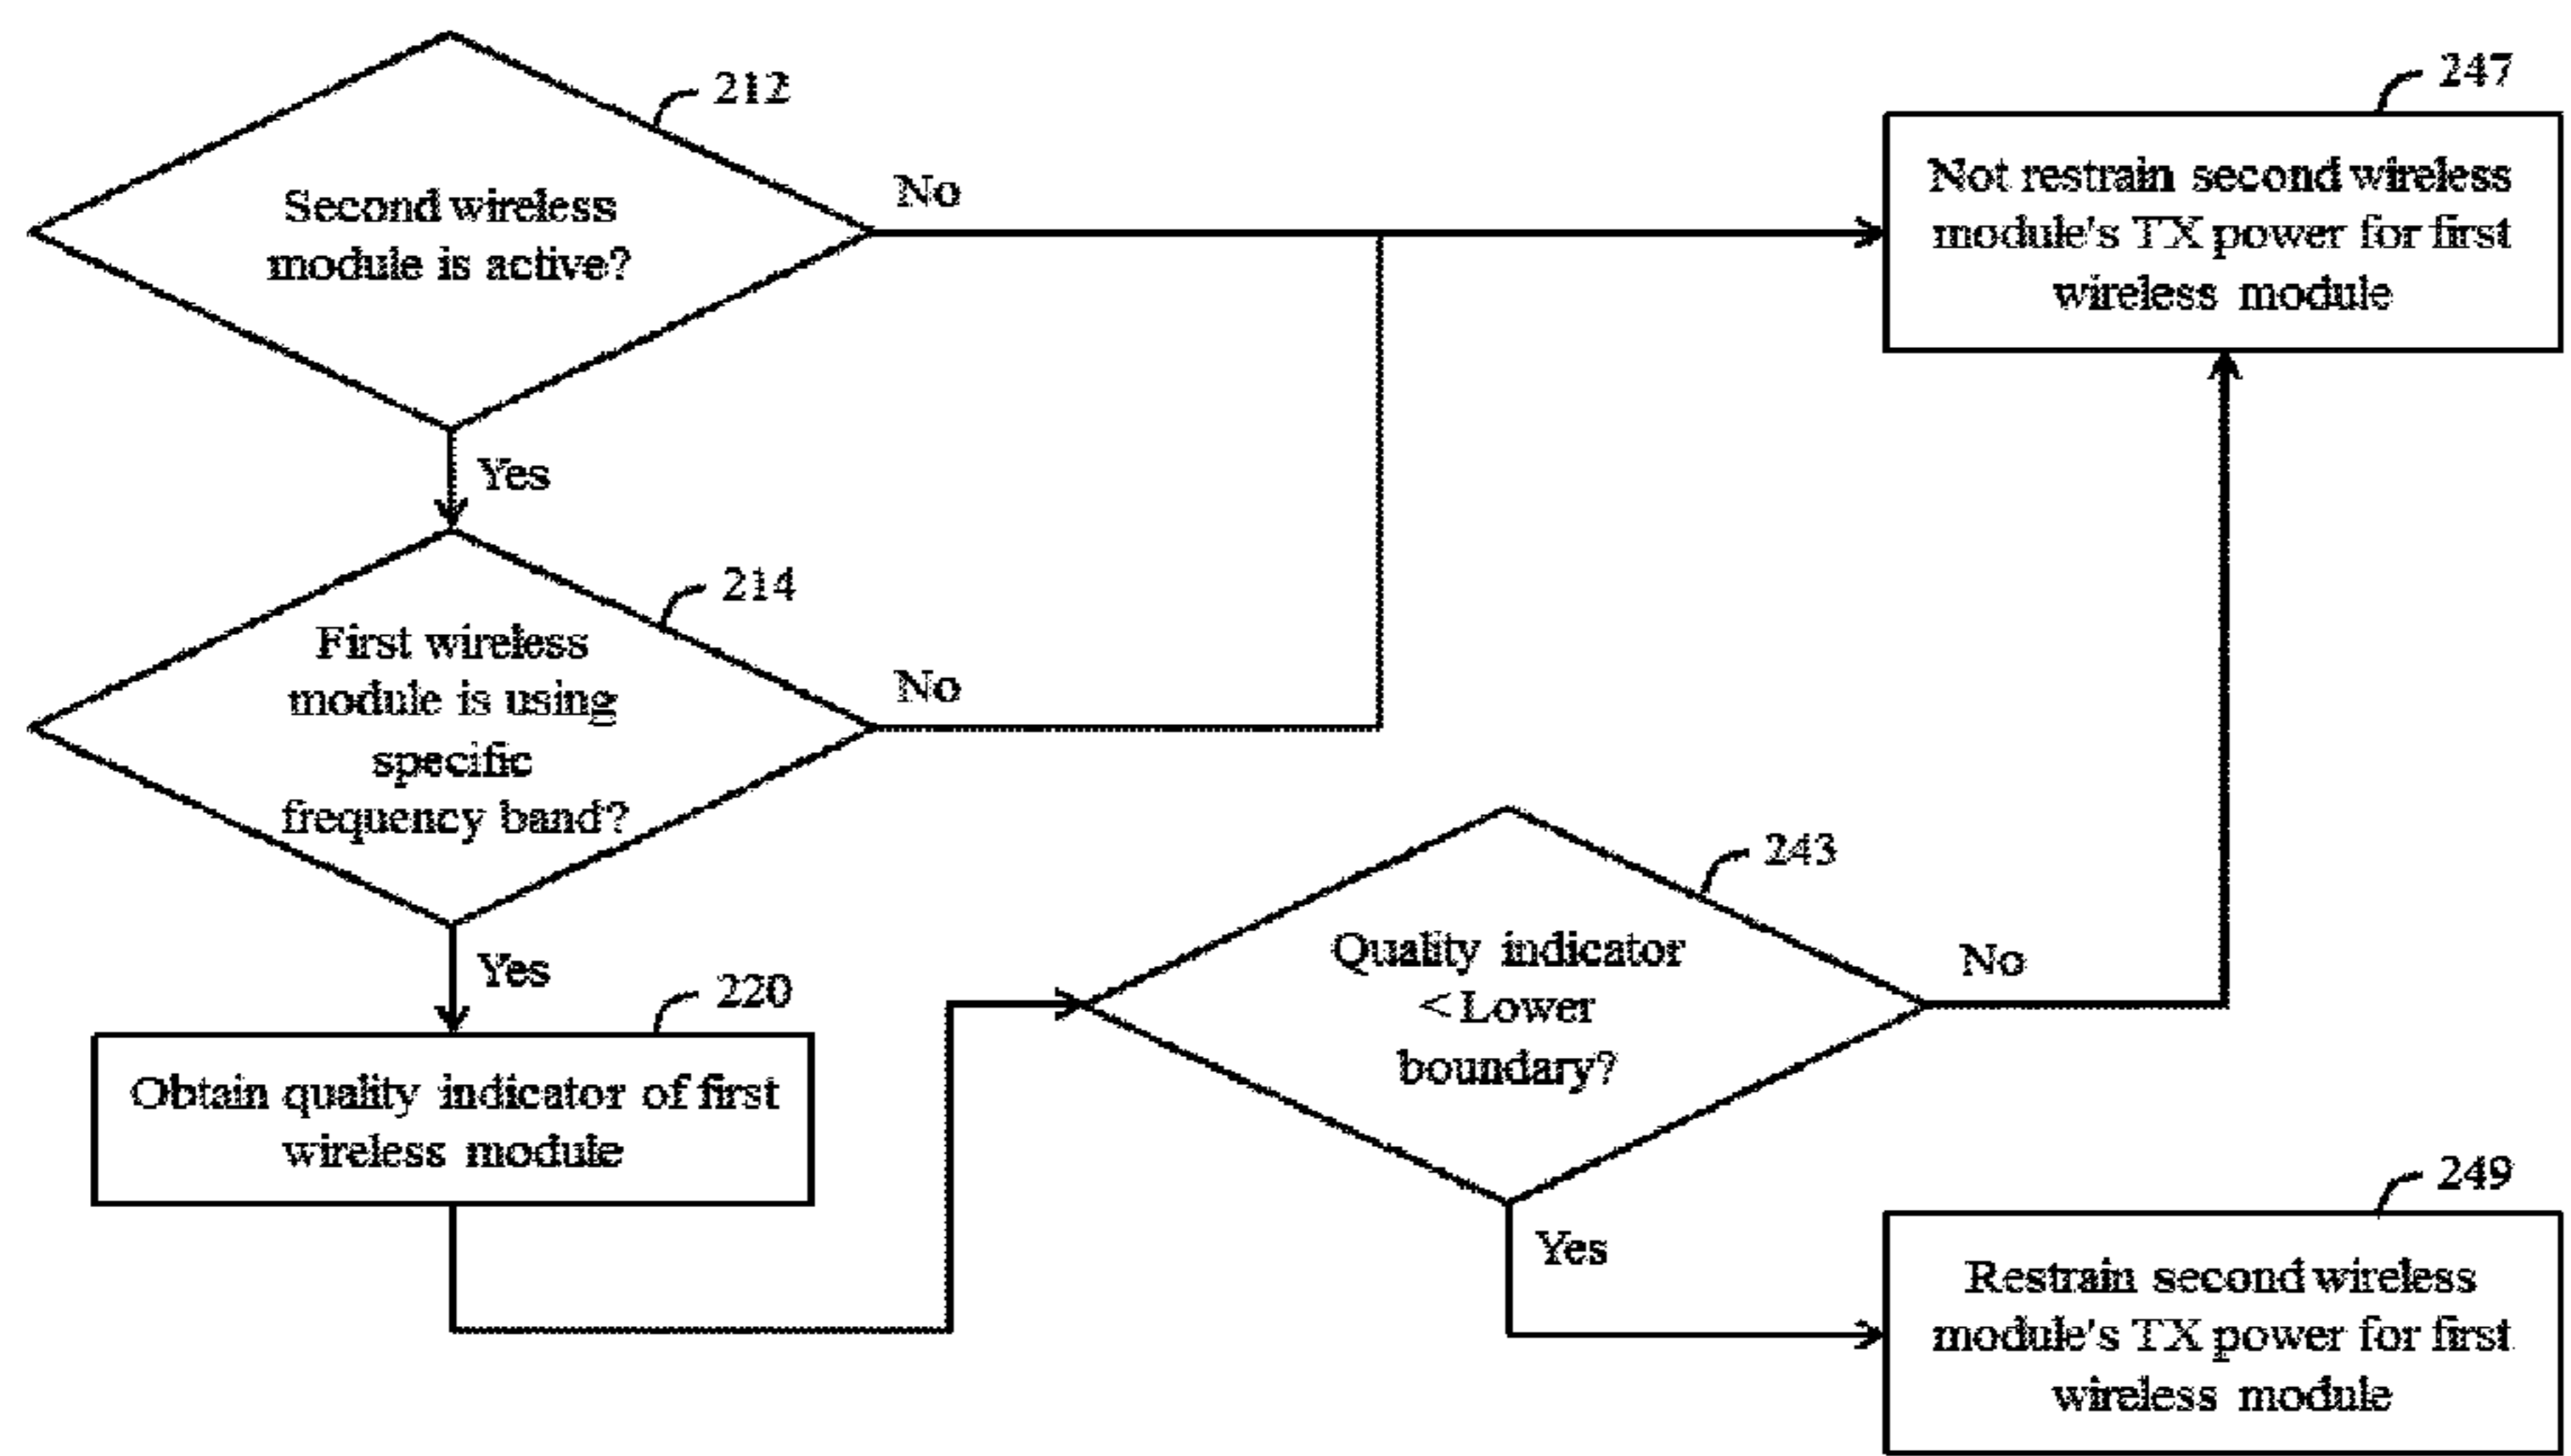 212
Second wireless
module is active?
No
Yes
247
Not restrain second wireless
module's TX power for first
wireless module
214
First wireless
module is using
specific
frequency band?
No
Yes
220
Obtain quality indicator of first
wireless module
243
Quality indicator
< Lower
boundary?
No
Yes
249
Restrain second wireless
module's TX power for first
wireless module